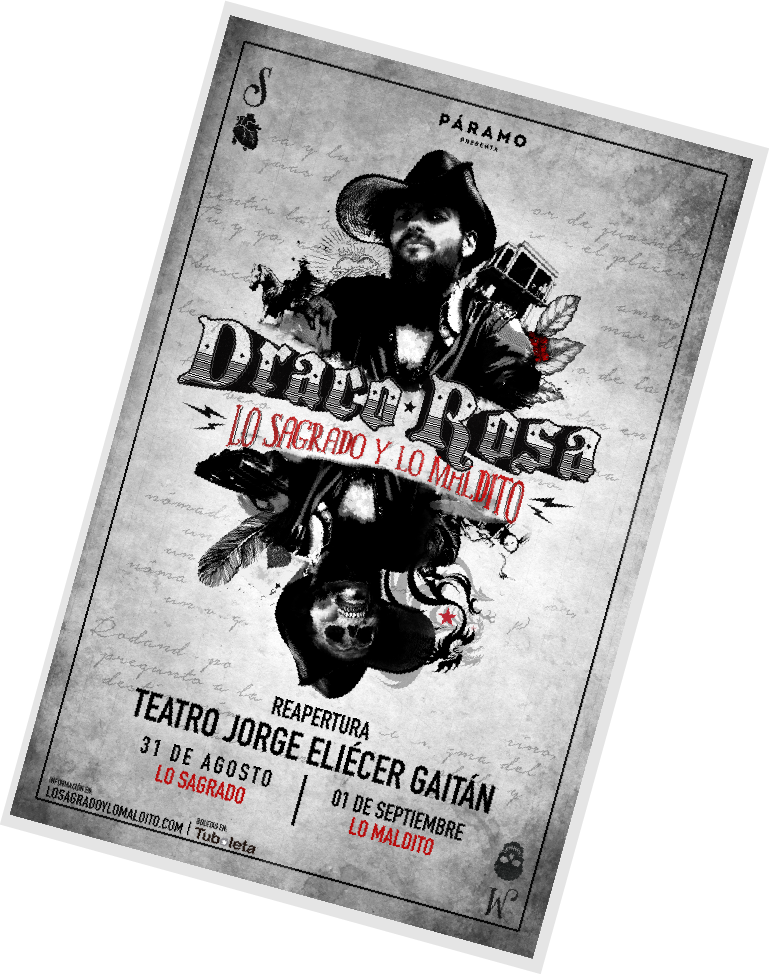 S
PÁRAMO
PRESENTA
Draco Rosa
LO SAGRADO Y LO MALDITO
REAPERTURA
TEATRO JORGE ELIÉCER GAITÁN
31 DE AGOSTO
LO SAGRADO
01 DE SEPTIEMBRE
LO MALDITO
INFORMACIÓN EN:
LOSAGRADOYLOMALDITO.COM |
BOLETAS EN:
Tuboleta
M